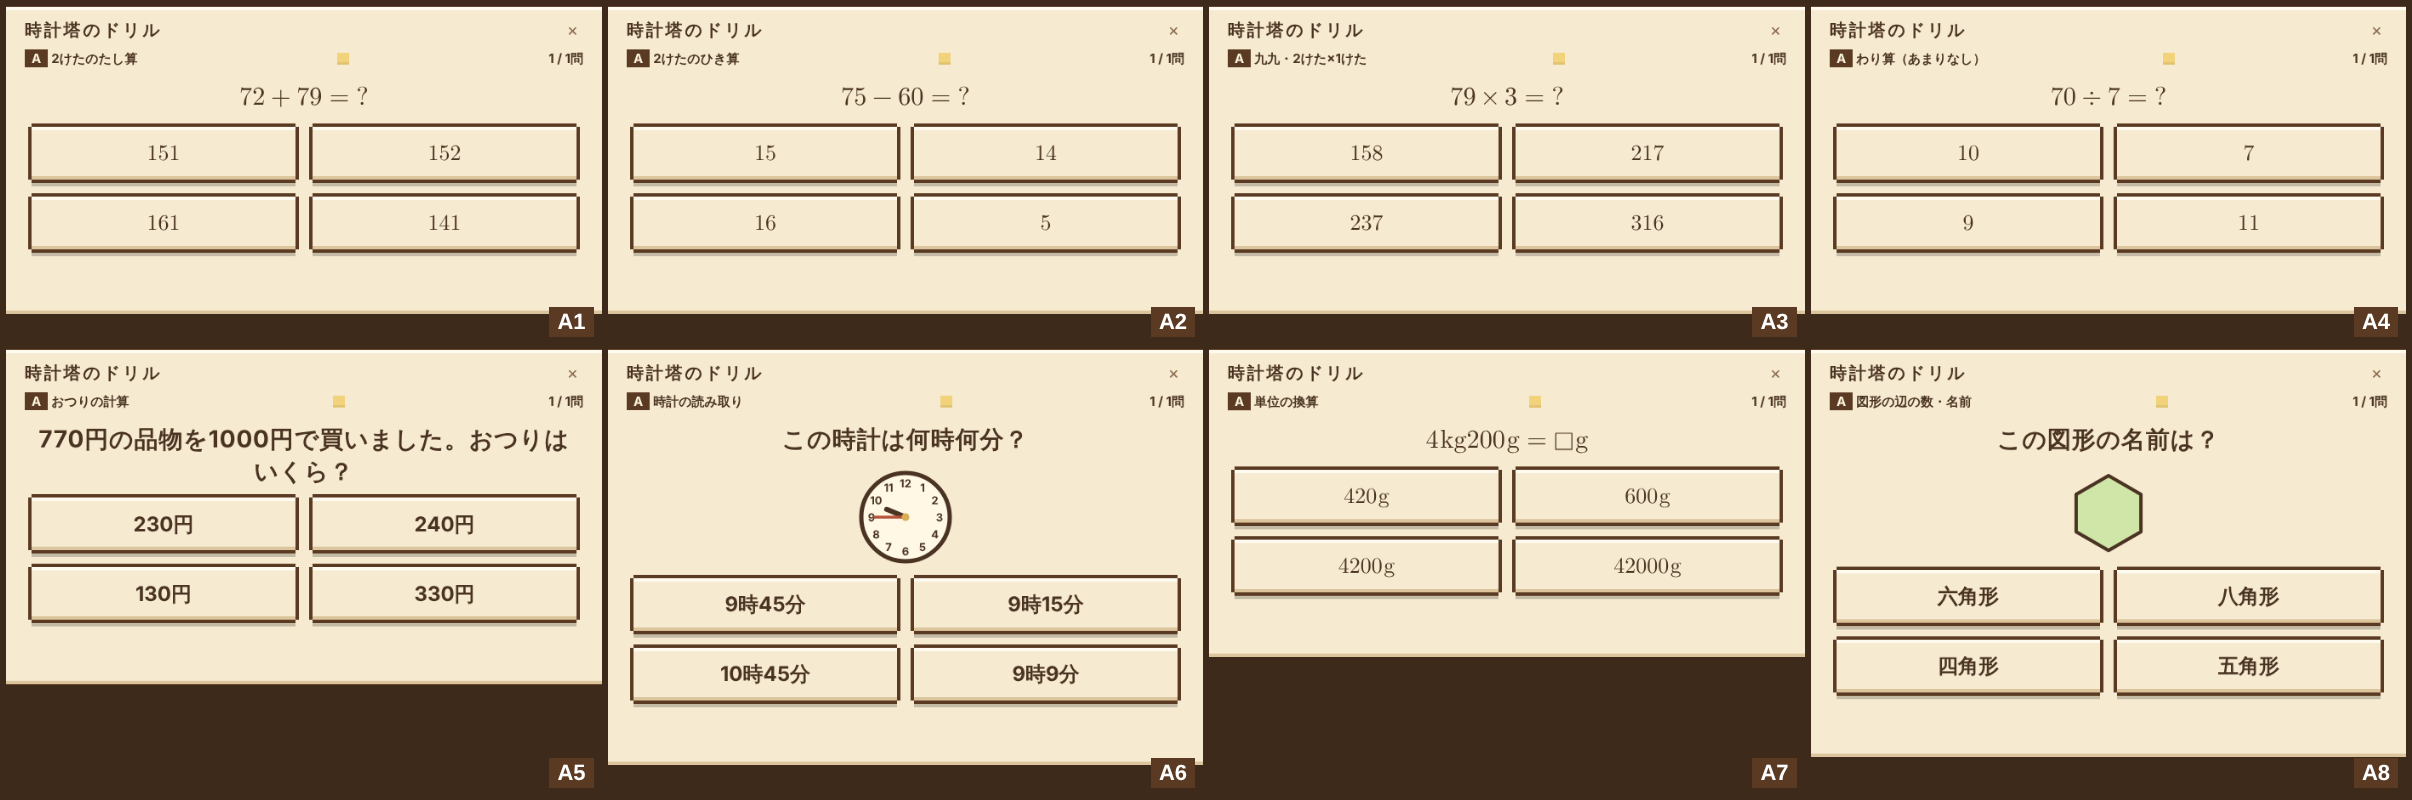 時計塔のドリル ×
A 2けたのたし算 1 / 1問
72 + 79 = ?
151 152
161 141
A1
時計塔のドリル ×
A 2けたのひき算 1 / 1問
75 − 60 = ?
15 14
16 5
A2
時計塔のドリル ×
A 九九・2けた×1けた 1 / 1問
79 × 3 = ?
158 217
237 316
A3
時計塔のドリル ×
A わり算（あまりなし） 1 / 1問
70 ÷ 7 = ?
10 7
9 11
A4
時計塔のドリル ×
A おつりの計算 1 / 1問
770円の品物を1000円で買いました。おつりは
いくら？
230円 240円
130円 330円
A5
時計塔のドリル ×
A 時計の読み取り 1 / 1問
この時計は何時何分？
12 1 2 3 4 5 6 7 8 9 10 11
9時45分 9時15分
10時45分 9時9分
A6
時計塔のドリル ×
A 単位の換算 1 / 1問
4kg200g = □g
420g 600g
4200g 42000g
A7
時計塔のドリル ×
A 図形の辺の数・名前 1 / 1問
この図形の名前は？
六角形 八角形
四角形 五角形
A8